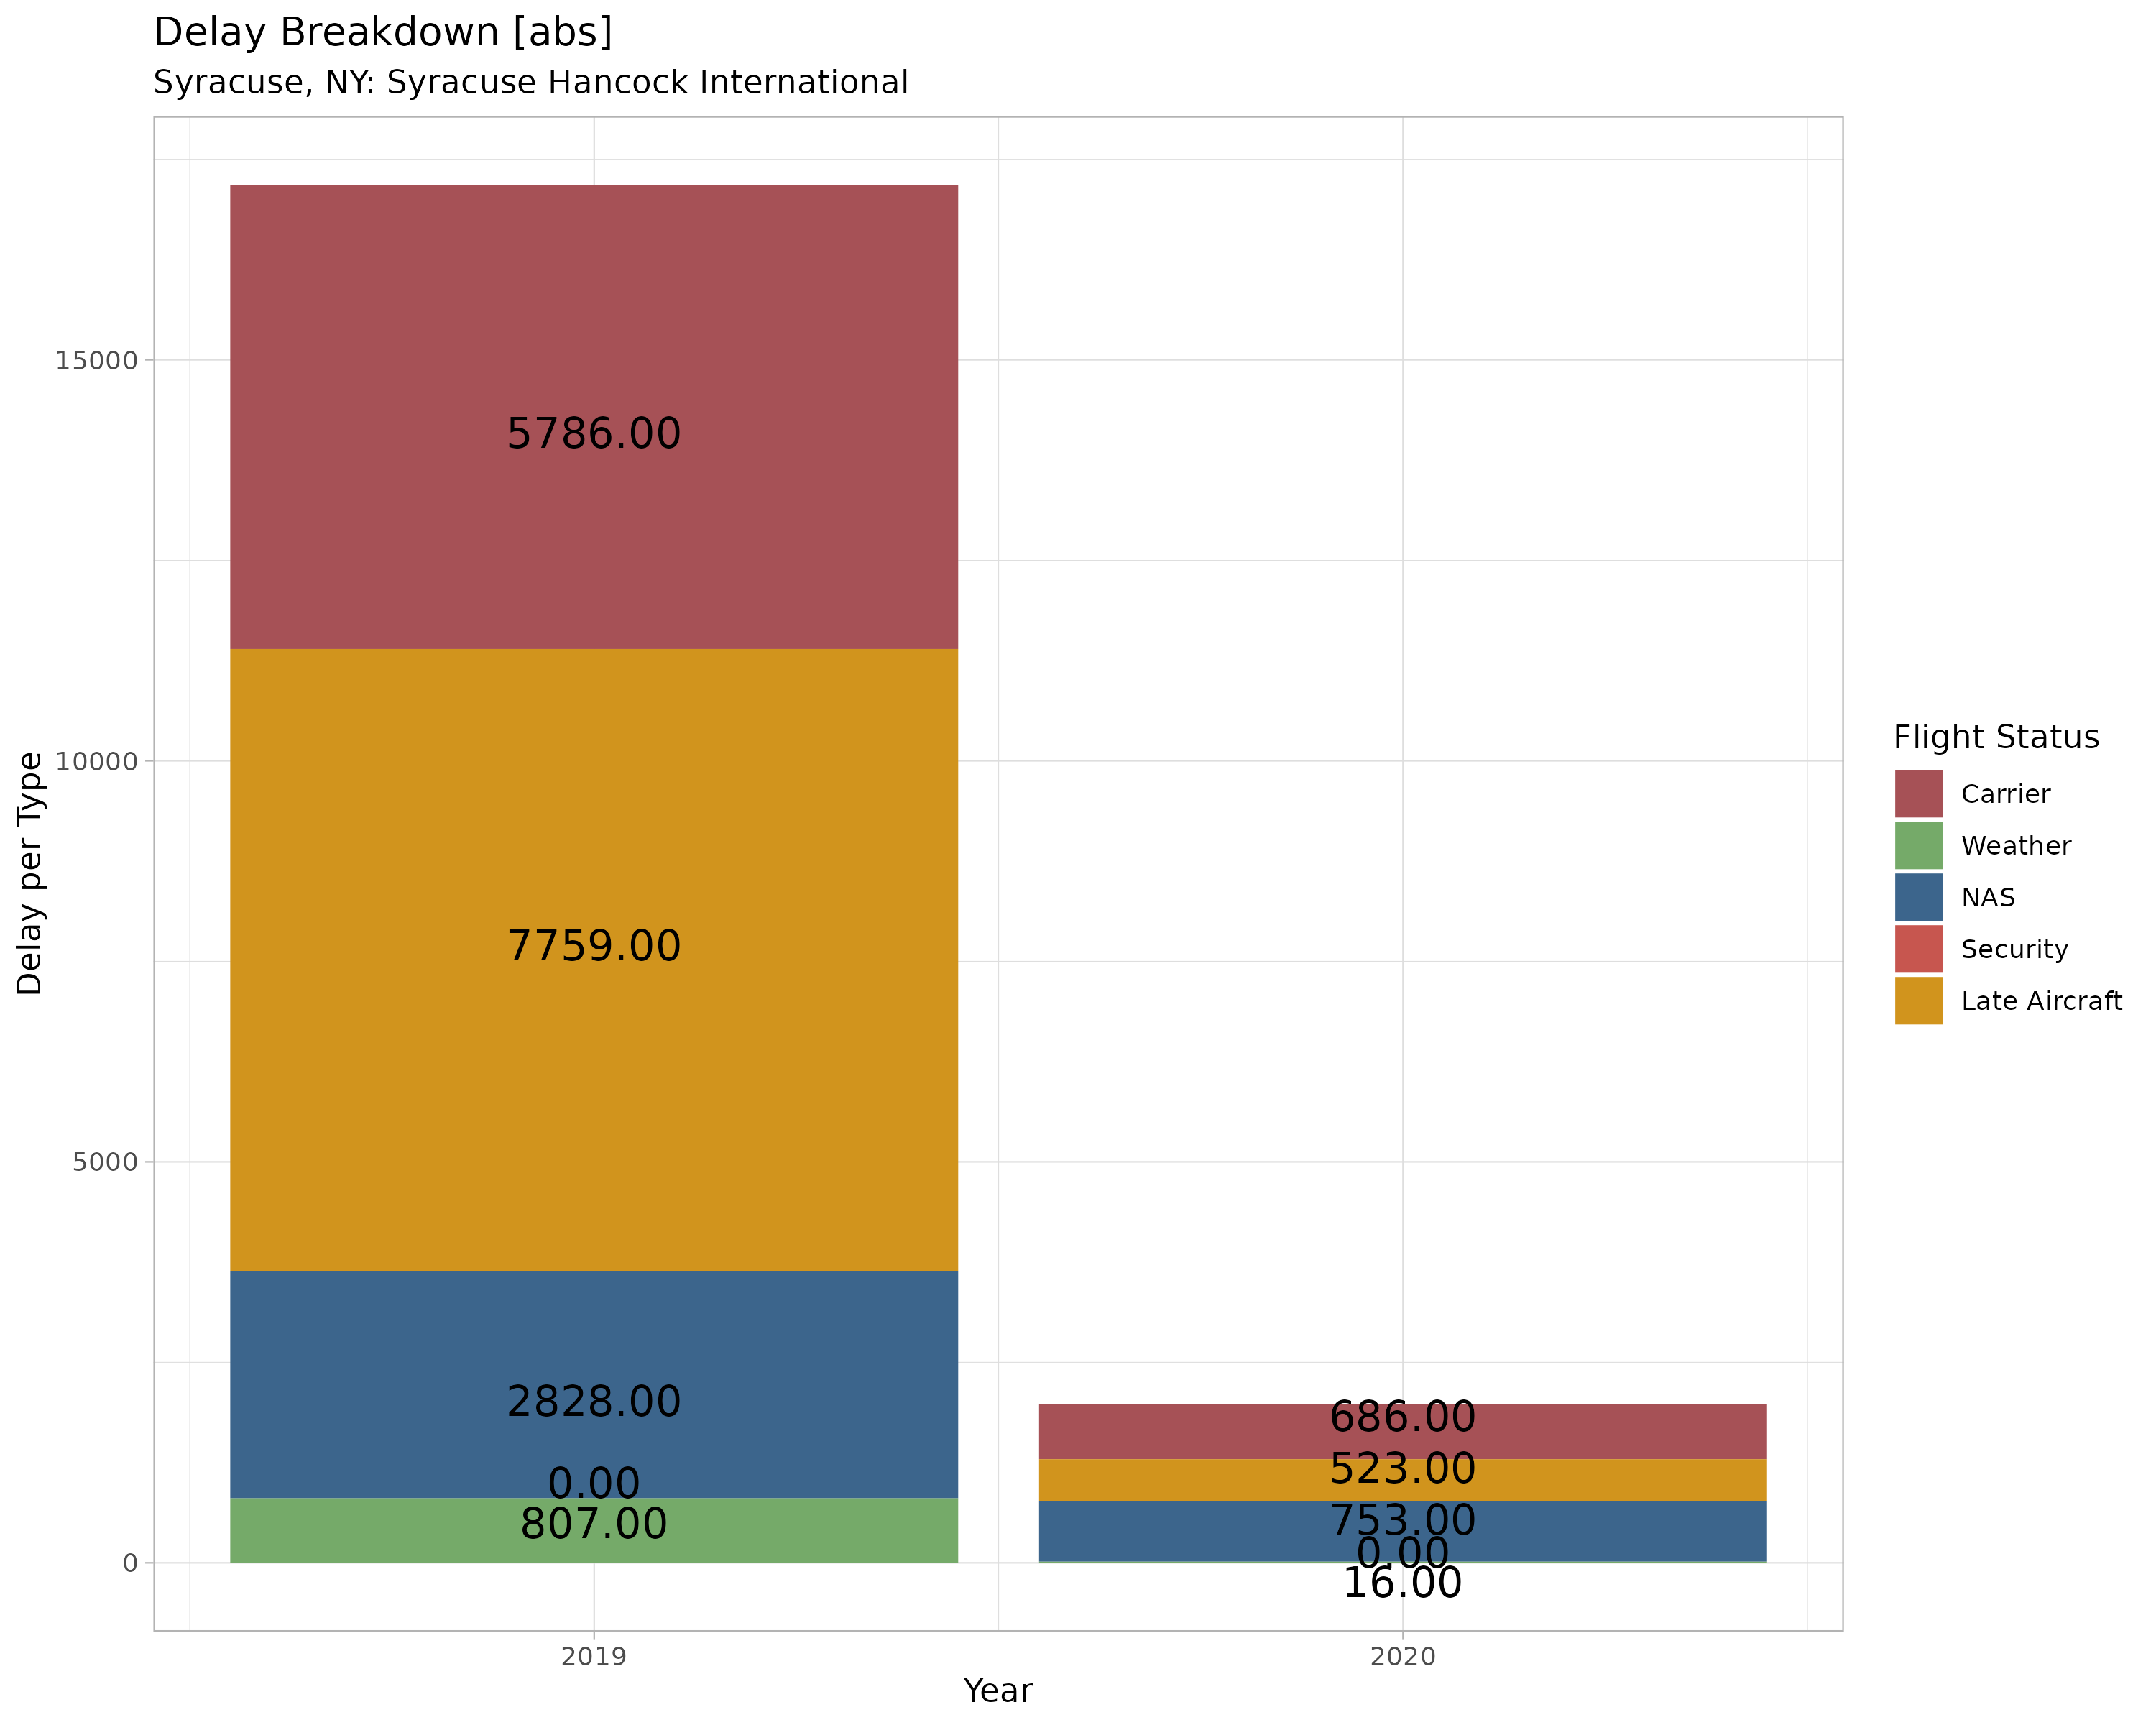 Delay Breakdown [abs]
Syracuse, NY: Syracuse Hancock International
Delay per Type
15000
10000
5000
0
5786.00
7759.00
2828.00
0.00
807.00
686.00
523.00
753.00
0.00
16.00
2019
2020
Year
Flight Status
Carrier
Weather
NAS
Security
Late Aircraft